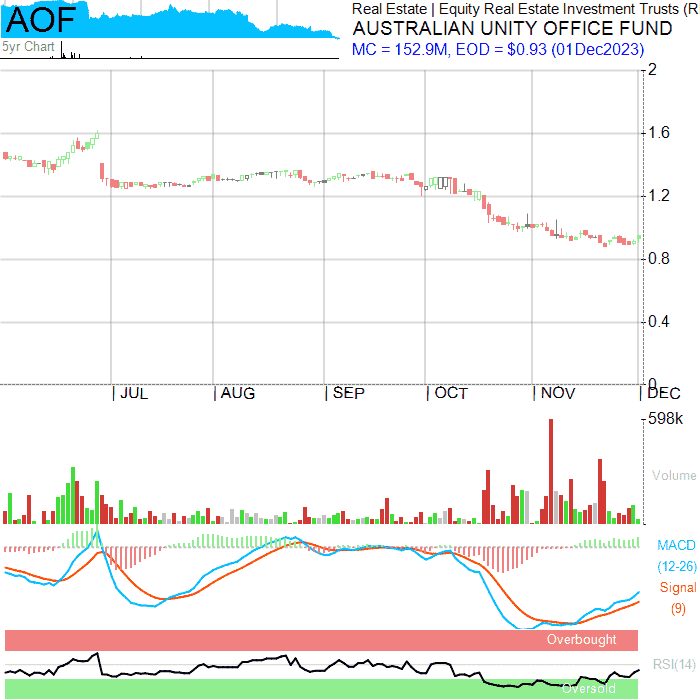 AOF
5yr Chart
Real Estate | Equity Real Estate Investment Trusts (R
AUSTRALIAN UNITY OFFICE FUND
MC = 152.9M, EOD = $0.93 (01Dec2023)
2
1.6
1.2
0.8
0.4
0
JUL AUG SEP OCT NOV DEC
598k
Volume
MACD
(12-26)
Signal
(9)
Overbought
RSI(14)
Oversold